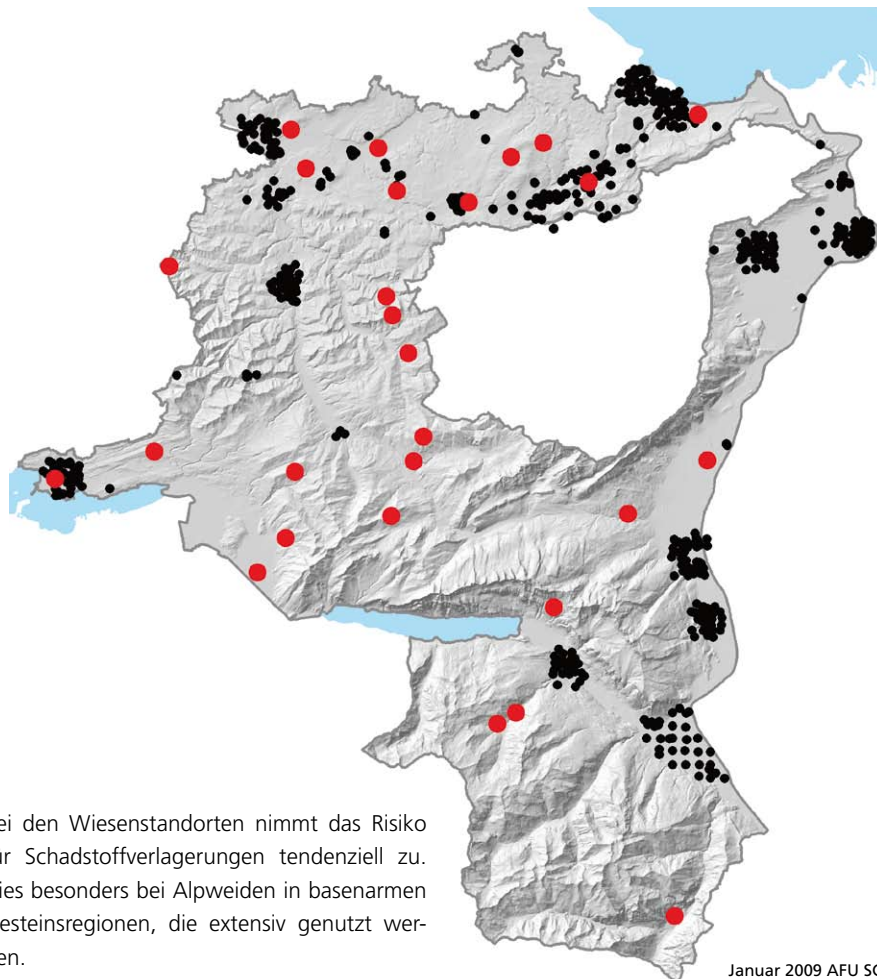 ei den Wiesenstandorten nimmt das Risiko
ur Schadstoffverlagerungen tendenziell zu.
ies besonders bei Alpweiden in basenarmen
esteinsregionen, die extensiv genutzt wer-
en.
Januar 2009 AFU SG